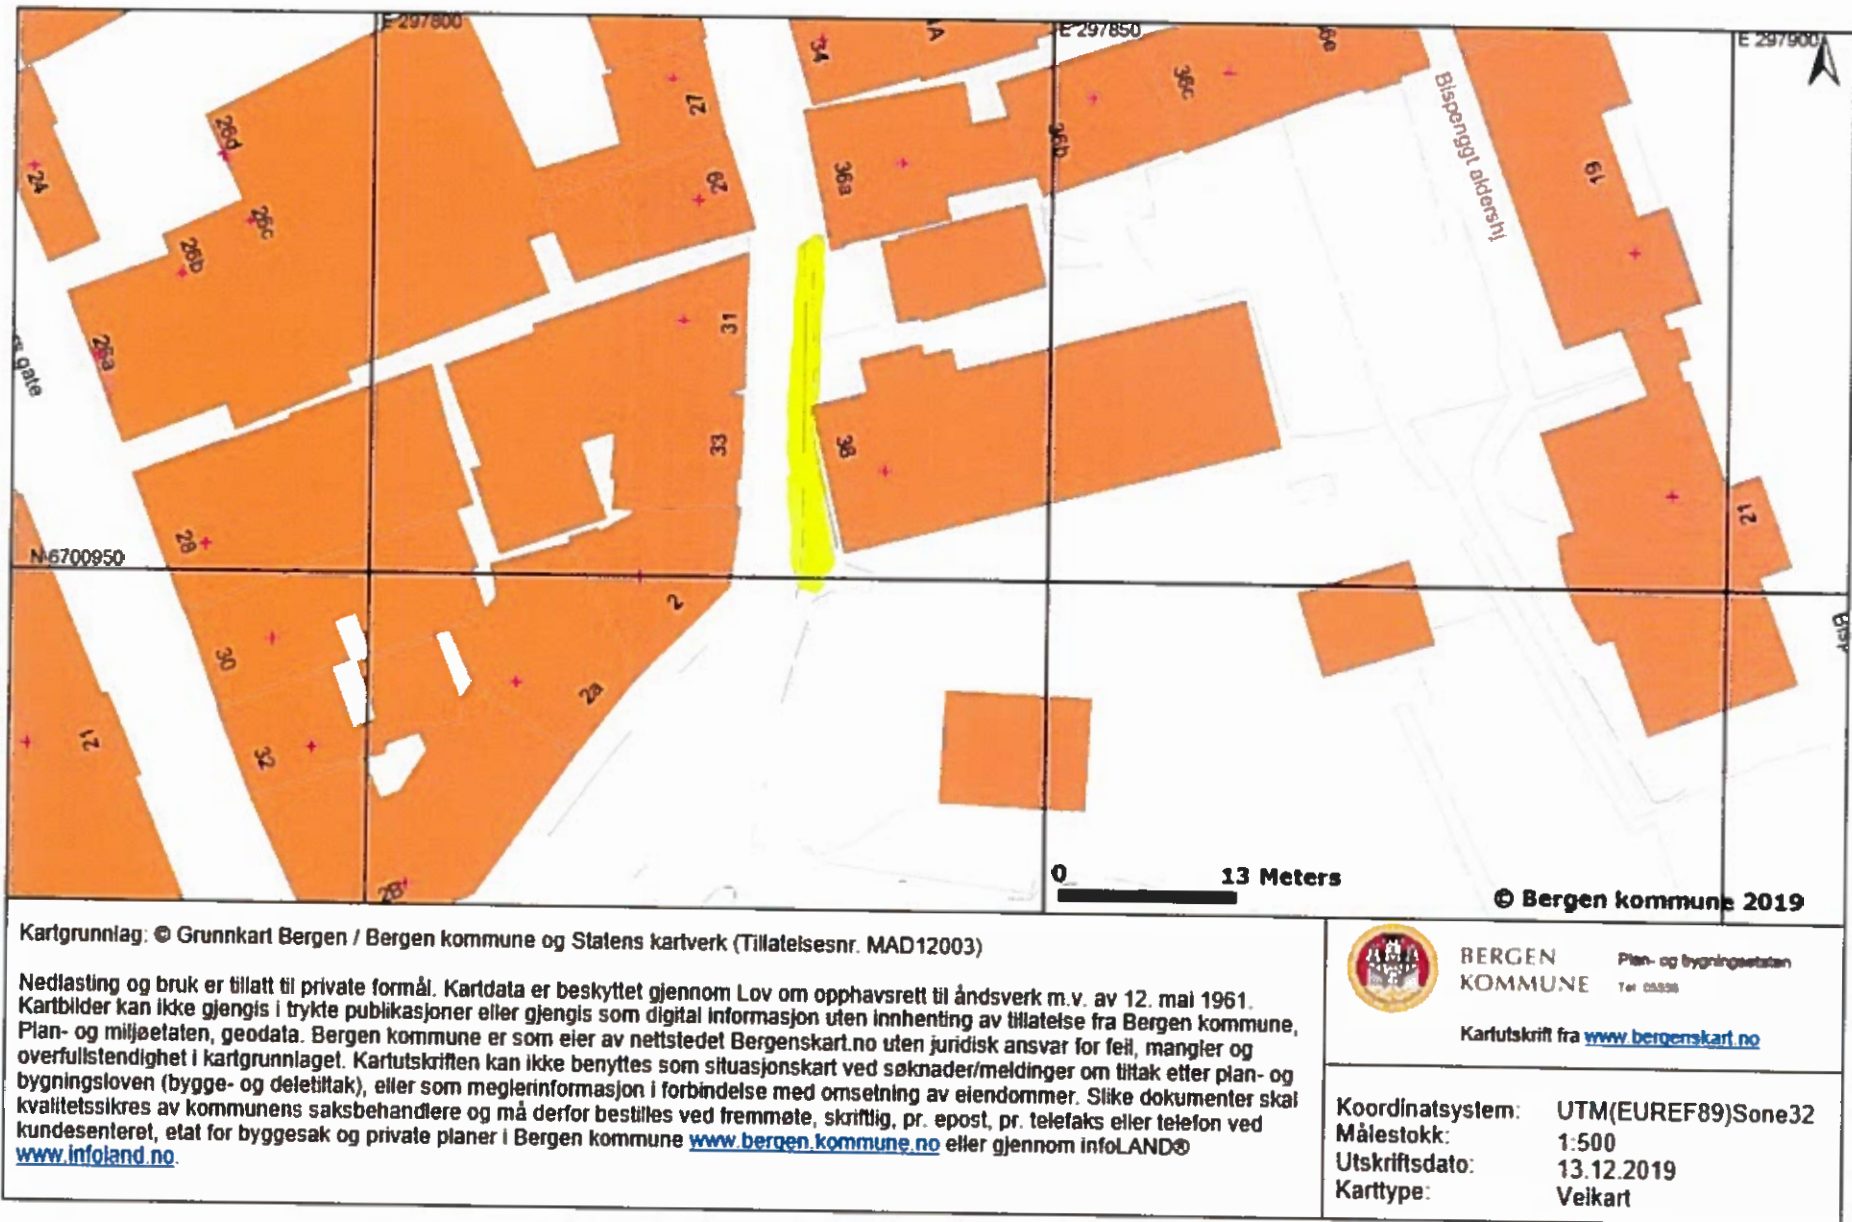 E 297800
E 297850
E 297900
34
4A
36e
36c
27
26d
24
29
36a
36b
Bispenggt aldershj
19
26c
26b
31
26a
gate
33
38
28
21
N 6700950
2
30
2a
21
32
2B
0 13 Meters
© Bergen kommune 2019
Kartgrunnlag: © Grunnkart Bergen / Bergen kommune og Statens kartverk (Tillatelsesnr. MAD12003)
Nedlasting og bruk er tillatt til private formål. Kartdata er beskyttet gjennom Lov om opphavsrett til åndsverk m.v. av 12. mai 1961.
Kartbilder kan ikke gjengis i trykte publikasjoner eller gjengis som digital informasjon uten innhenting av tillatelse fra Bergen kommune,
Plan- og miljøetaten, geodata. Bergen kommune er som eier av nettstedet Bergenskart.no uten juridisk ansvar for feil, mangler og
overfullstendighet i kartgrunnlaget. Kartutskriften kan ikke benyttes som situasjonskart ved søknader/meldinger om tiltak etter plan- og
bygningsloven (bygge- og deletiltak), eller som meglerinformasjon i forbindelse med omsetning av eiendommer. Slike dokumenter skal
kvalitetssikres av kommunens saksbehandlere og må derfor bestilles ved fremmøte, skriftlig, pr. epost, pr. telefaks eller telefon ved
kundesenteret, etat for byggesak og private planer i Bergen kommune www.bergen.kommune.no eller gjennom infoLAND®
www.infoland.no.
BERGEN
KOMMUNE
Plan- og bygningsetaten
Kartutskrift fra www.bergenskart.no
Koordinatsystem: UTM(EUREF89)Sone32
Målestokk: 1:500
Utskriftsdato: 13.12.2019
Karttype: Veikart